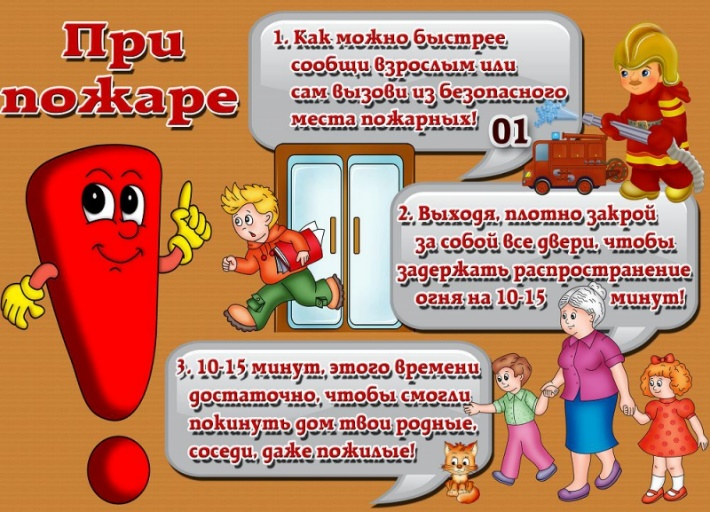 При
пожаре
1. Как можно быстрее
сообщи взрослым или
сам вызови из безопасного
места пожарных!
01
2. Выходя, плотно закрой
за собой все двери, чтобы
задержать распространение
огня на 10-15 минут!
3. 10-15 минут, этого времени
достаточно, чтобы смогли
покинуть дом твои родные,
соседи, даже пожилые!